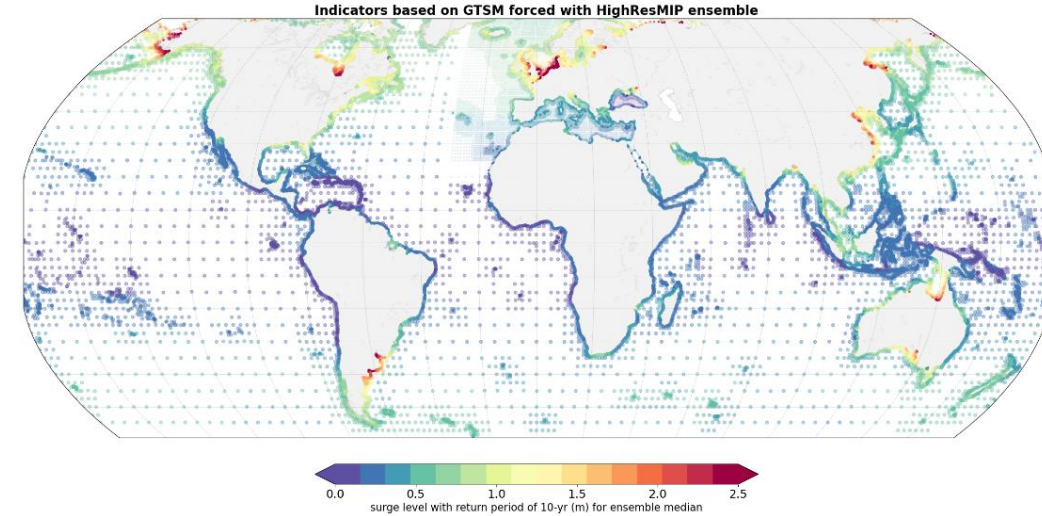 Indicators based on GTSM forced with HighResMIP ensemble
0.0 0.5 1.0 1.5 2.0 2.5
surge level with return period of 10-yr (m) for ensemble median